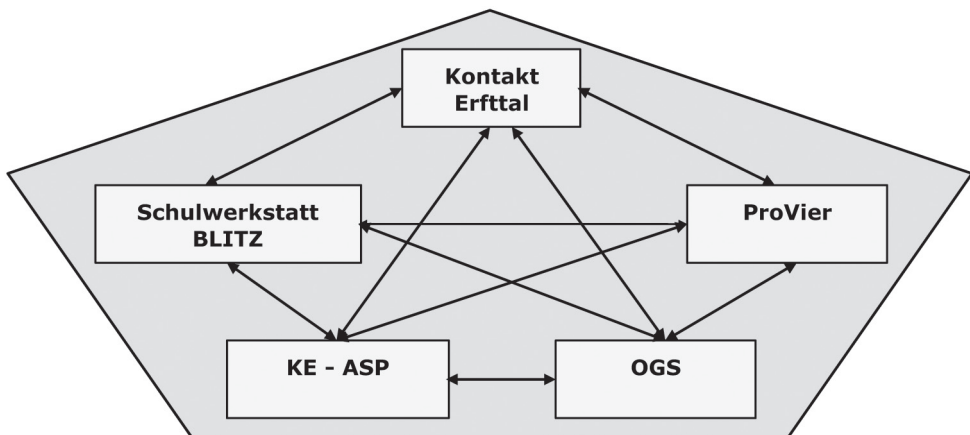 Kontakt
Erfttal
Schulwerkstatt
BLITZ
ProVier
KE - ASP
OGS